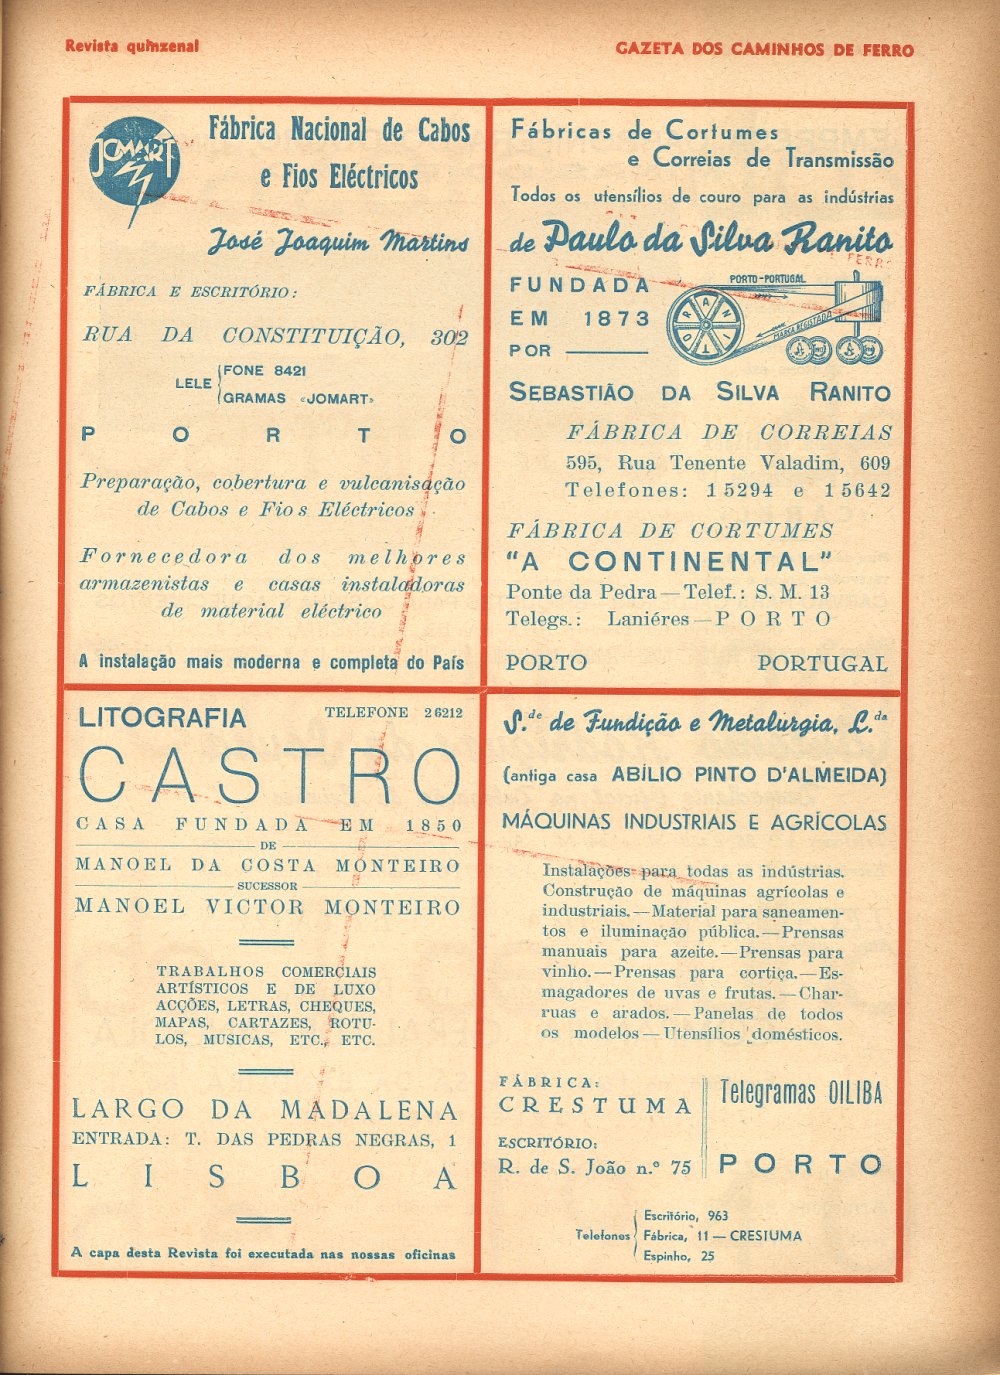 Revista quinzenal
GAZETA DOS CAMINHOS DE FERRO
JOMART
Fábrica Nacional de Cabos
e Fios Eléctricos
José Joaquim Martins
FÁBRICA E ESCRITÓRIO:
RUA DA CONSTITUIÇÃO, 302
LELE
FONE 8421
GRAMAS «JOMART»
PORTO
Preparação, cobertura e vulcanisação
de Cabos e Fios Eléctricos
Fornecedora dos melhores
armazenistas e casas instaladoras
de material eléctrico
A instalação mais moderna e completa do País
Fábricas de Cortumes
e Correias de Transmissão
Todos os utensílios de couro para as indústrias
de Paulo da Silva Ranito
FUNDADA
EM 1873
POR
PORTO-PORTUGAL
RANITO
MARCA REGISTADA
SEBASTIÃO DA SILVA RANITO
FÁBRICA DE CORREIAS
595, Rua Tenente Valadim, 609
Telefones: 15294 e 15642
FÁBRICA DE CORTUMES
"A CONTINENTAL"
Ponte da Pedra—Telef.: S. M. 13
Telegs.: Laniéres—PORTO
PORTO PORTUGAL
LITOGRAFIA TELEFONE 26212
CASTRO
CASA FUNDADA EM 1850
DE
MANOEL DA COSTA MONTEIRO
SUCESSOR
MANOEL VICTOR MONTEIRO
TRABALHOS COMERCIAIS
ARTÍSTICOS E DE LUXO
ACÇÕES, LETRAS, CHEQUES,
MAPAS, CARTAZES, ROTU-
LOS, MUSICAS, ETC., ETC.
LARGO DA MADALENA
ENTRADA: T. DAS PEDRAS NEGRAS, 1
LISBOA
A capa desta Revista foi executada nas nossas oficinas
S.de de Fundição e Metalurgia, L.da
(antiga casa ABÍLIO PINTO D'ALMEIDA)
MÁQUINAS INDUSTRIAIS E AGRÍCOLAS
Instalações para todas as indústrias.
Construção de máquinas agrícolas e
industriais.—Material para saneamen-
tos e iluminação pública.—Prensas
manuais para azeite.—Prensas para
vinho.—Prensas para cortiça.—Es-
magadores de uvas e frutas.—Char-
ruas e arados.—Panelas de todos
os modelos—Utensílios domésticos.
FÁBRICA:
CRESTUMA
ESCRITÓRIO:
R. de S. João n.º 75
Telegramas OILIBA
PORTO
Telefones
Escritório, 963
Fábrica, 11—CRESTUMA
Espinho, 25